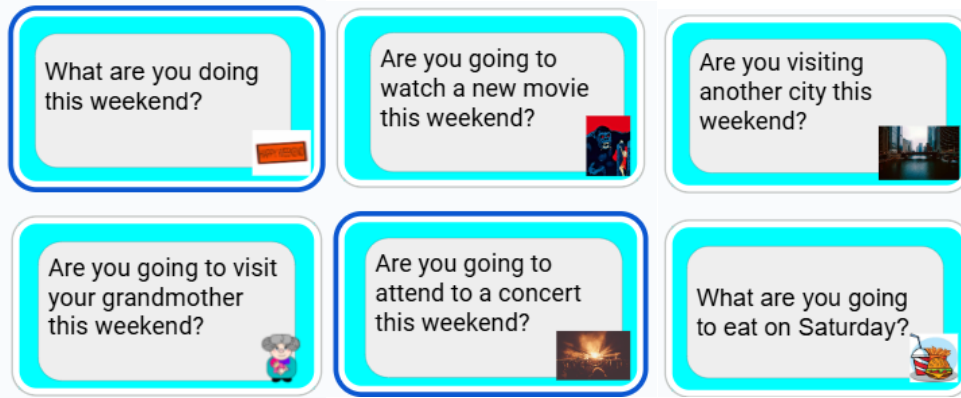 What are you doing
this weekend?
HAPPY WEEKEND
Are you going to
watch a new movie
this weekend?
Are you visiting
another city this
weekend?
Are you going to visit
your grandmother
this weekend?
Are you going to
attend to a concert
this weekend?
What are you going
to eat on Saturday?